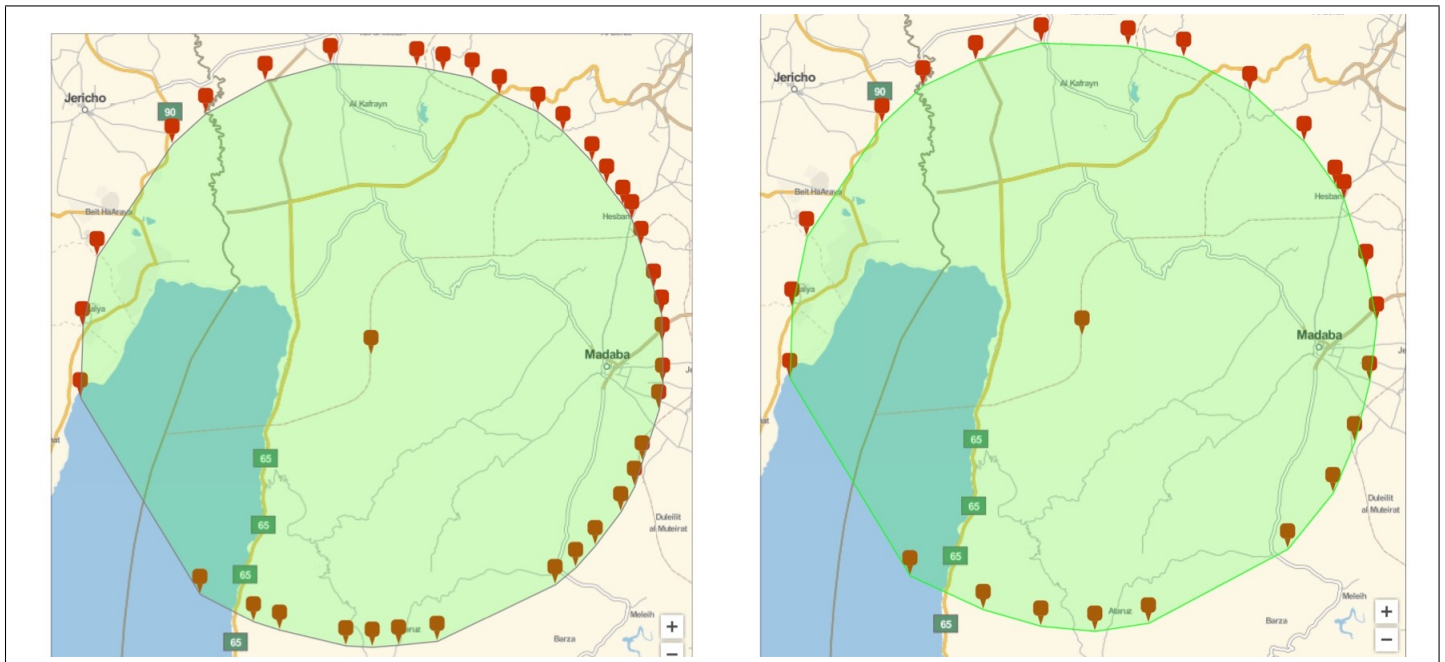 Jericho
90
Al Kafrayn
Beit HaArava
Hesban
Madaba
65
65
65
65
Duleilit
al Muteirat
Meleih
Barza
+
−
Jericho
90
Al Kafrayn
Beit HaArava
Hesban
Madaba
65
65
65
65
Duleilit
al Muteirat
Ataruz
Meleih
Barza
+
−